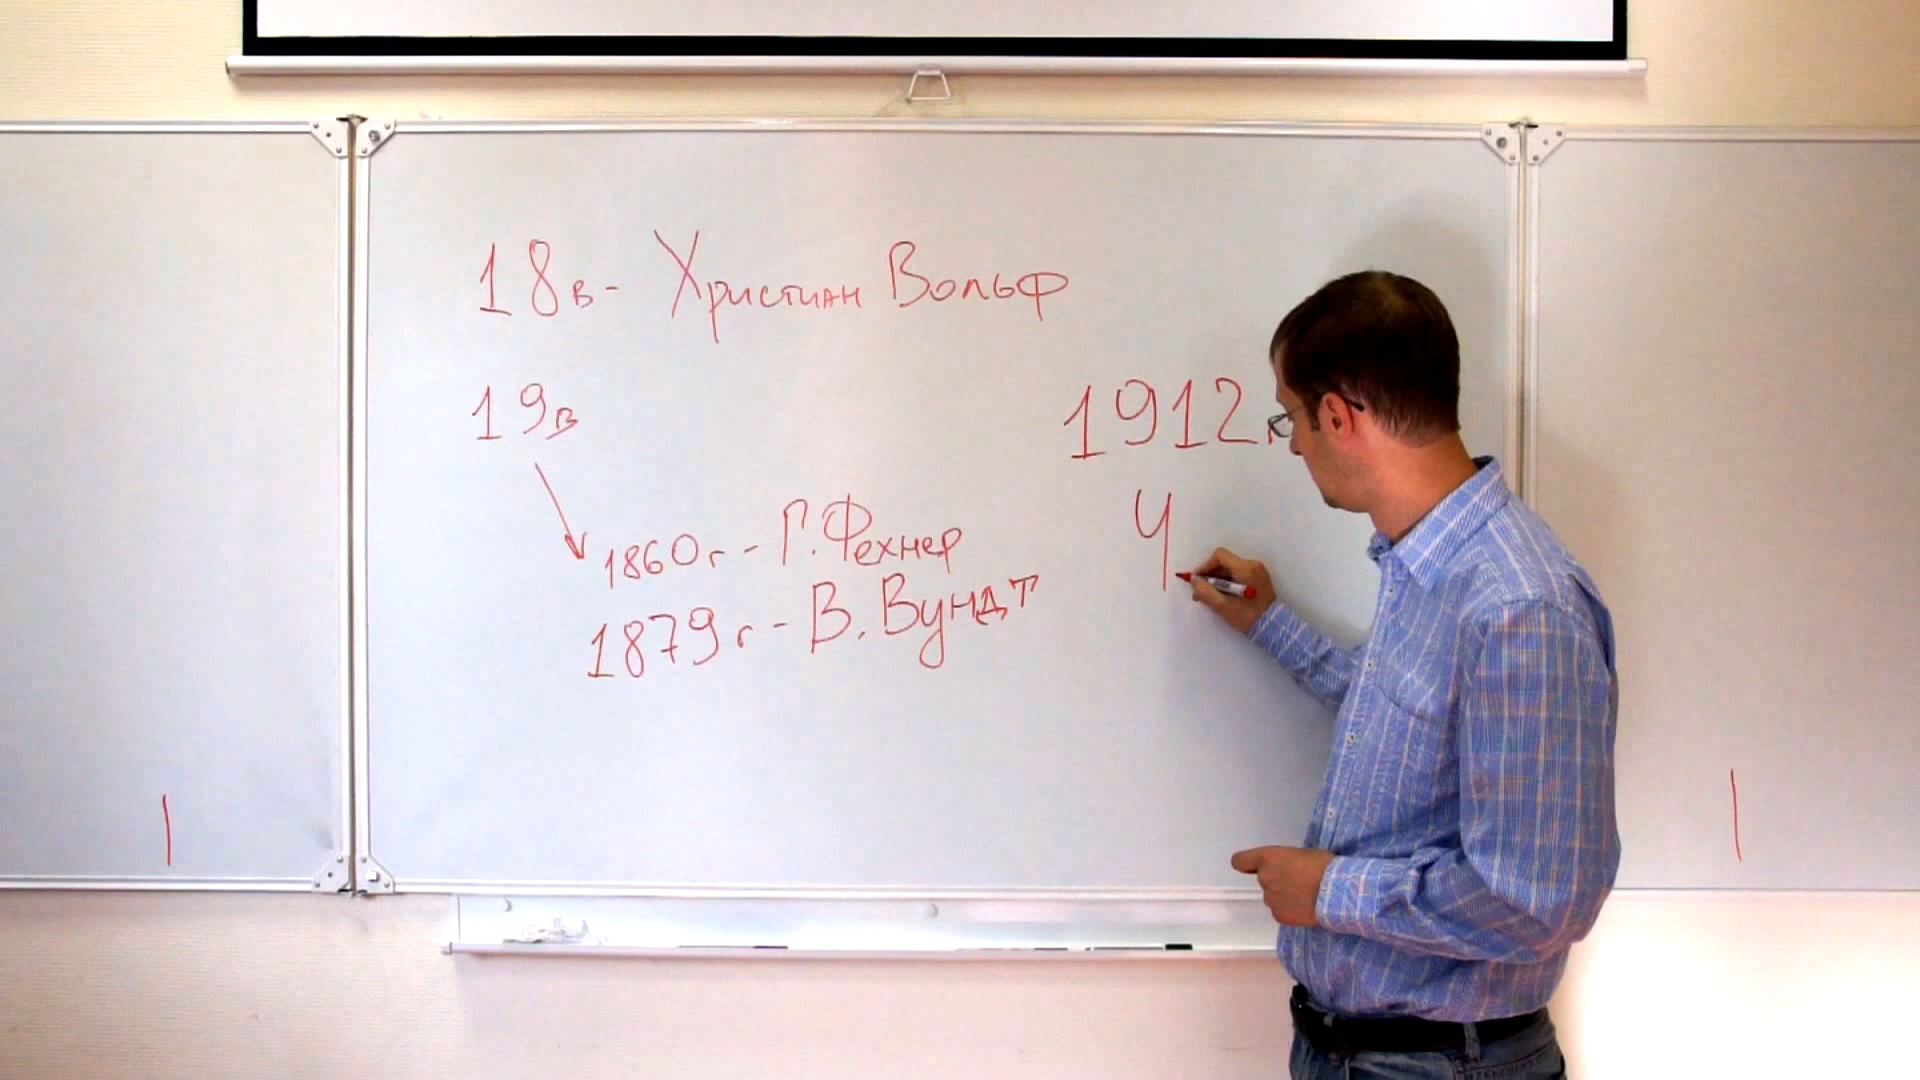 18в - Христиан Вольф
19в
1912
1860г - Г. Фехнер
1879г - В. Вундт
Ч